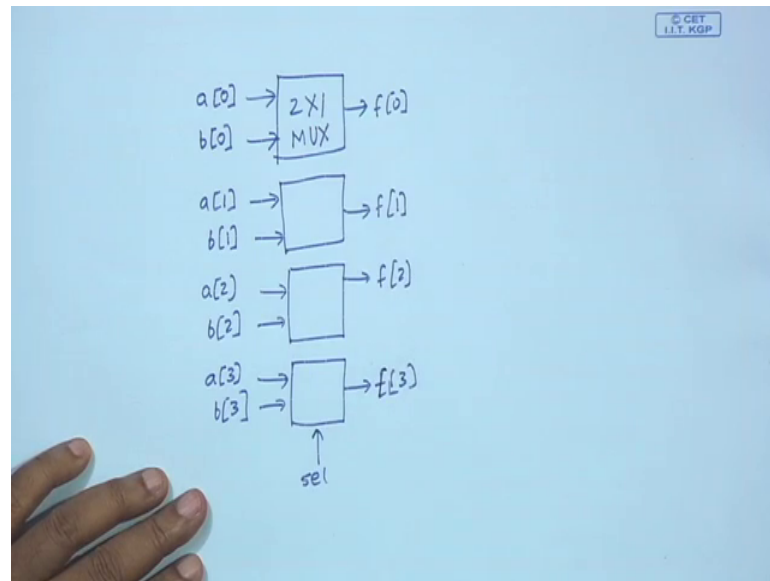 © CET
I.I.T. KGP
a[0]
2X1
f[0]
b[0]
MUX
a[1]
f[1]
b[1]
a[2]
f[2]
b[2]
a[3]
f[3]
b[3]
sel